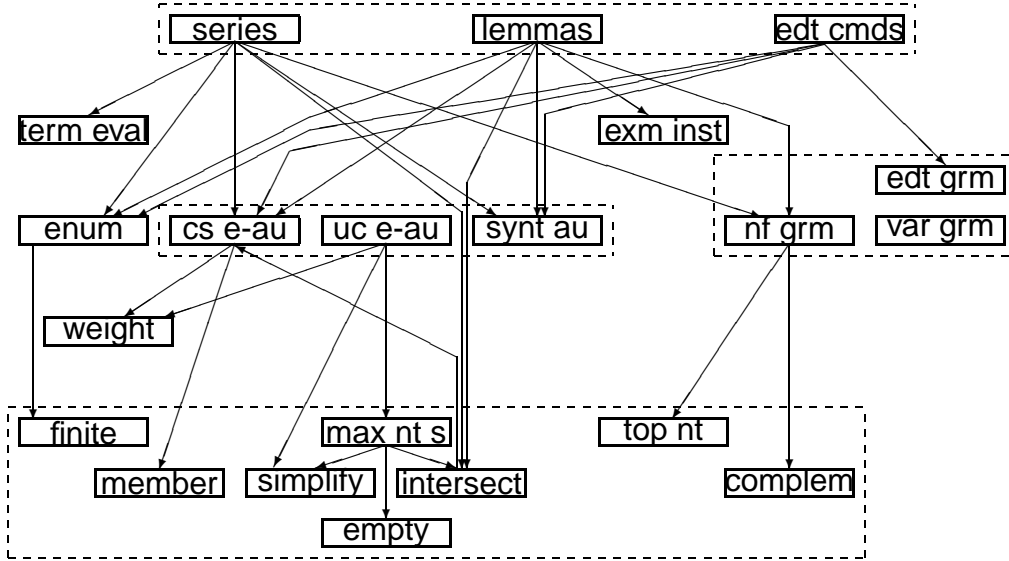 series
lemmas
edt cmds
term eval
exm inst
edt grm
enum
cs e-au
uc e-au
synt au
nf grm
var grm
weight
finite
max nt s
top nt
member
simplify
intersect
complem
empty